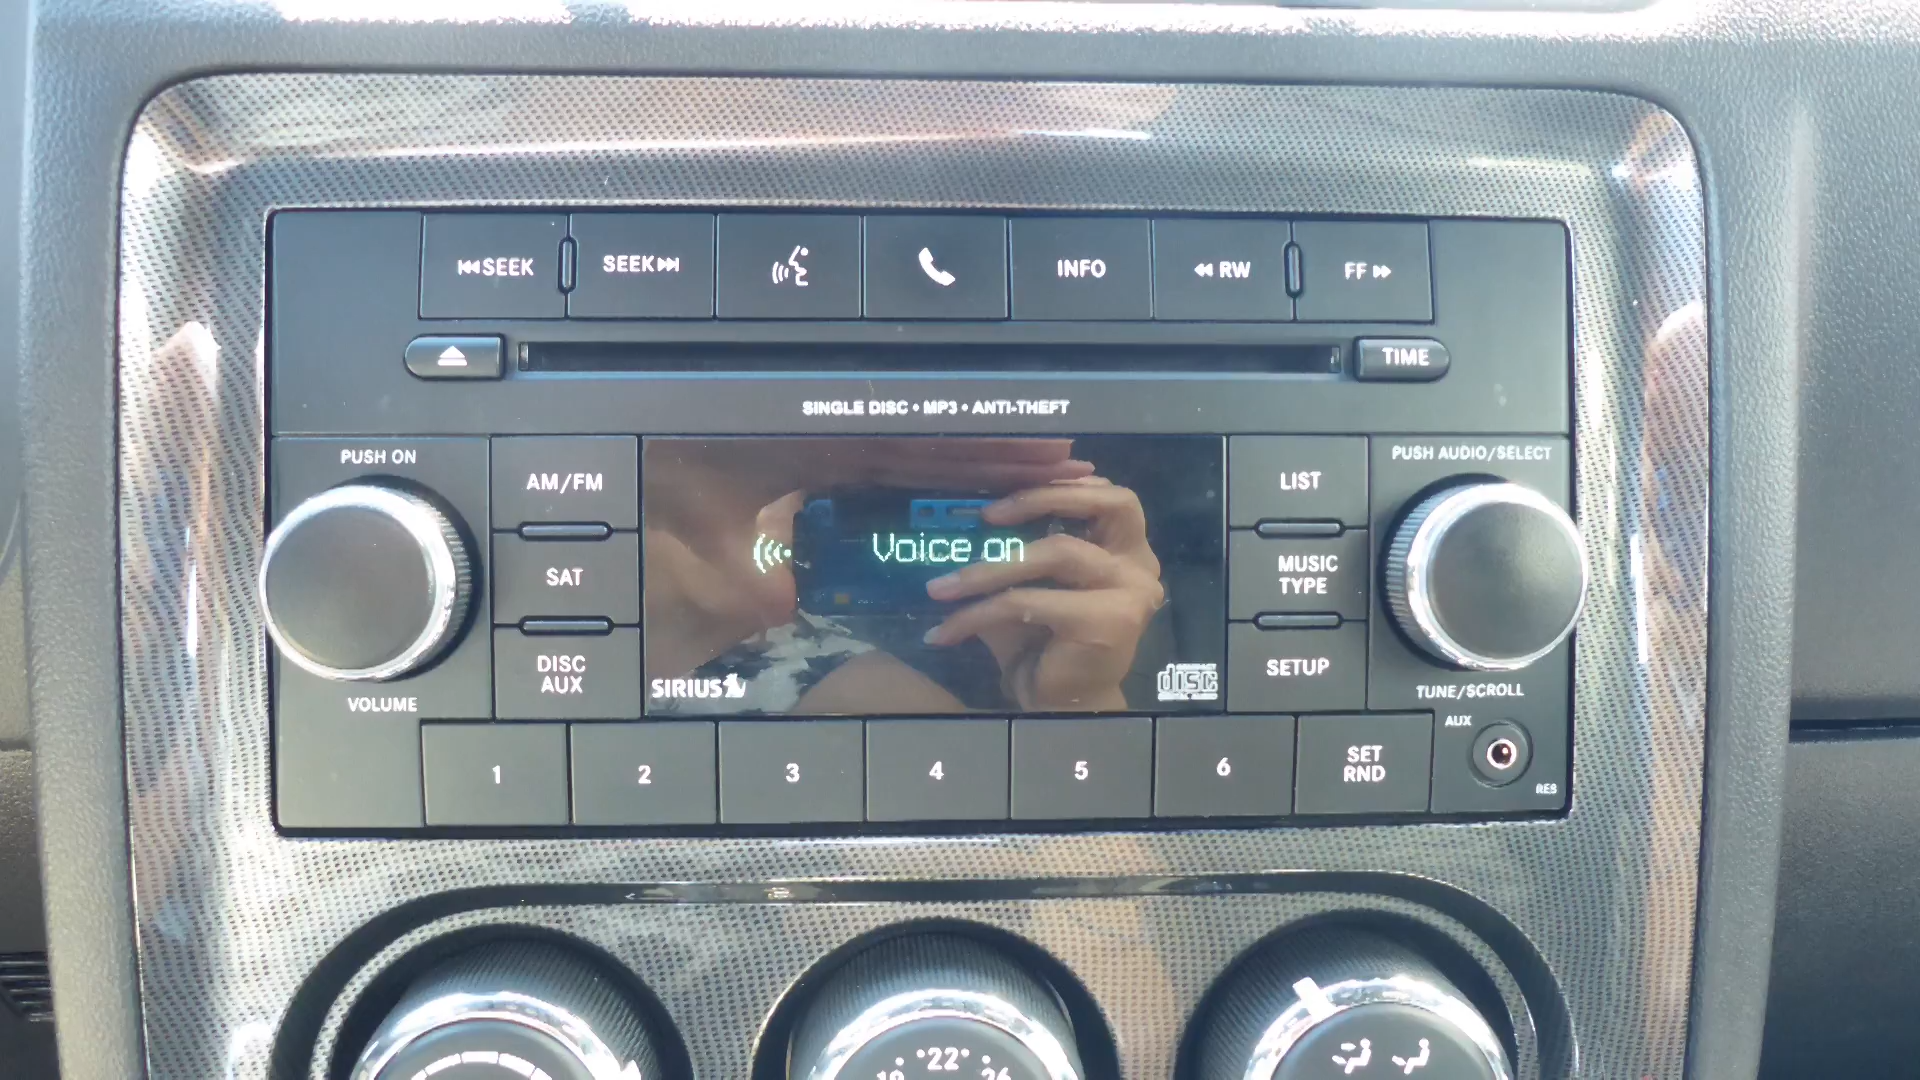 SEEK
SEEK
INFO
RW
FF
TIME
SINGLE DISC • MP3 • ANTI-THEFT
PUSH ON
VOLUME
AM/FM
SAT
DISC
AUX
Voice on
SIRIUS
disc
LIST
MUSIC
TYPE
SETUP
PUSH AUDIO/SELECT
TUNE/SCROLL
AUX
RES
1
2
3
4
5
6
SET
RND
22